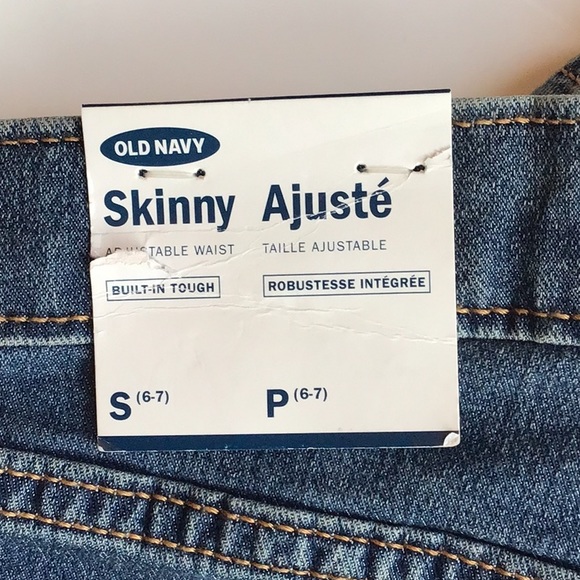 OLD NAVY
Skinny Ajusté
WAIST TAILLE AJUSTABLE
BUILT-IN TOUGH ROBUSTESSE INTÉGRÉE
S (6-7) P (6-7)